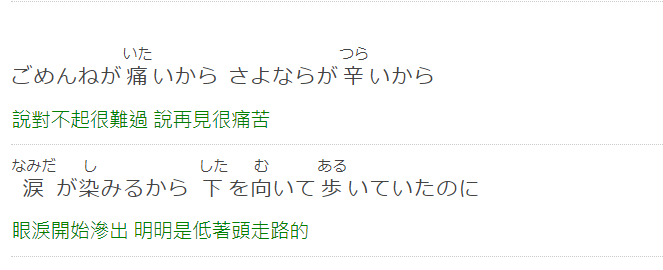 いた つら
ごめんねが痛いから さよならが辛いから
說對不起很難過 說再見很痛苦
なみだ し した む ある
涙が染みるから 下を向いて歩いていたのに
眼淚開始滲出 明明是低著頭走路的